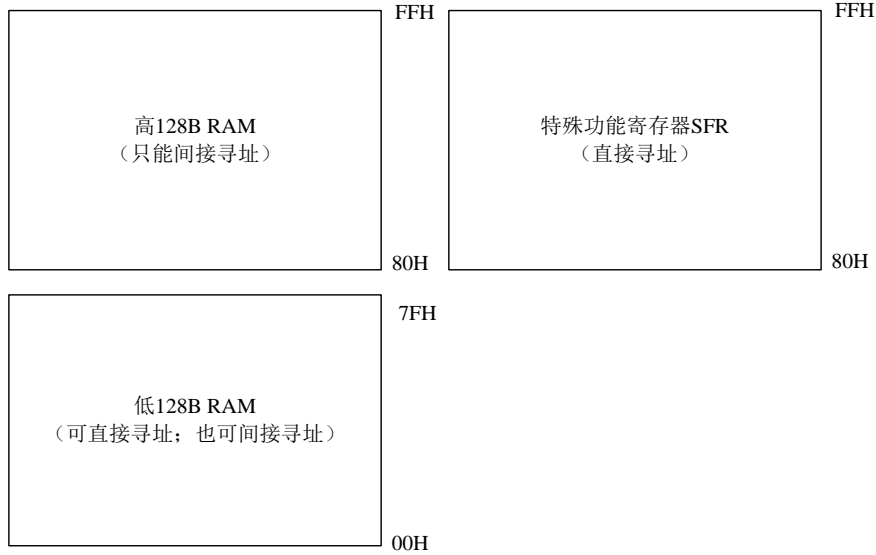 FFH
高128B RAM
（只能间接寻址）
80H
FFH
特殊功能寄存器SFR
（直接寻址）
80H
7FH
低128B RAM
（可直接寻址；也可间接寻址）
00H